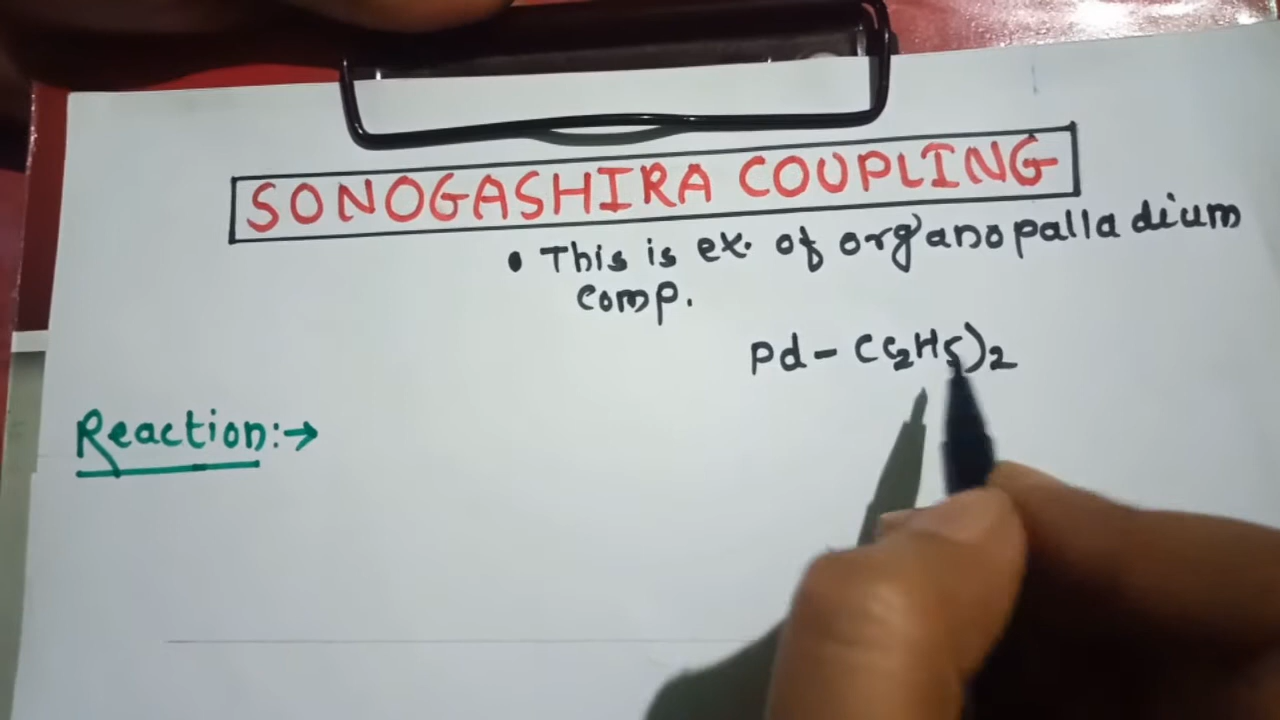 SONOGASHIRA COUPLING
• This is ex. of organopalladium
comp.
Pd-(C2H5)2
Reaction:→